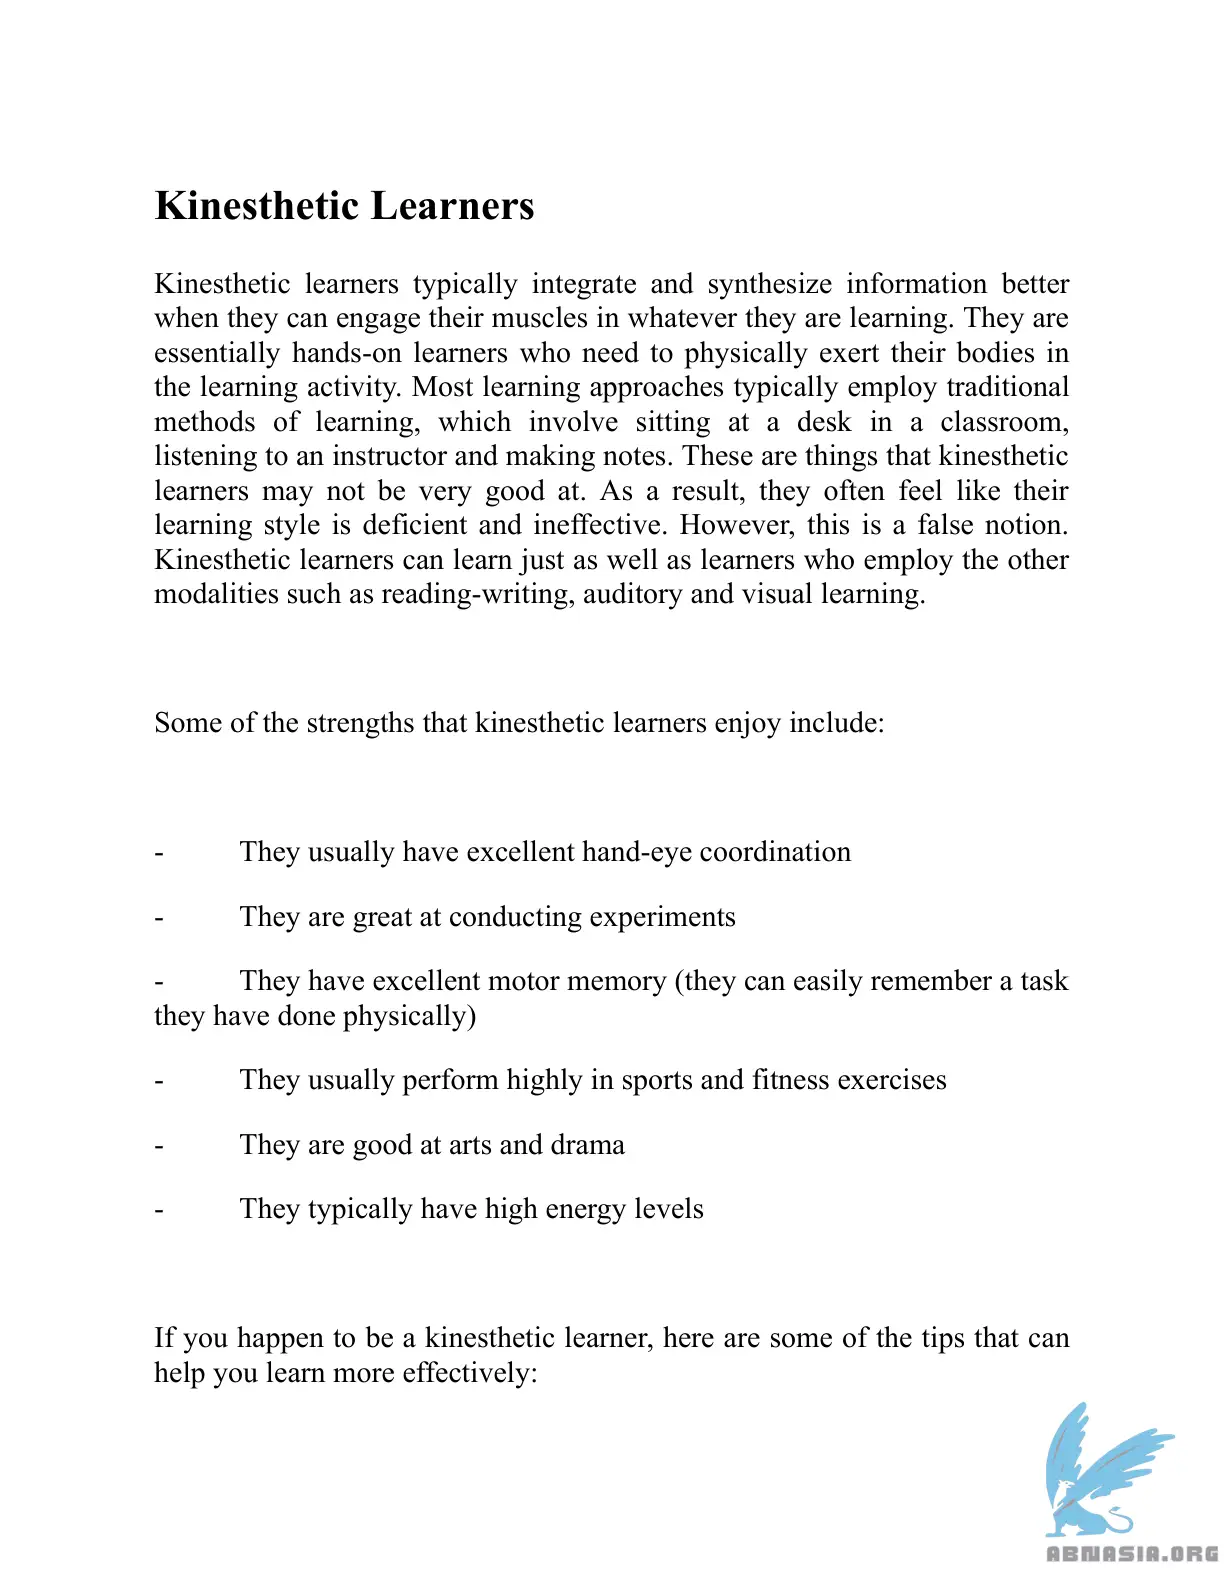 Kinesthetic Learners
Kinesthetic learners typically integrate and synthesize information better
when they can engage their muscles in whatever they are learning. They are
essentially hands-on learners who need to physically exert their bodies in
the learning activity. Most learning approaches typically employ traditional
methods of learning, which involve sitting at a desk in a classroom,
listening to an instructor and making notes. These are things that kinesthetic
learners may not be very good at. As a result, they often feel like their
learning style is deficient and ineffective. However, this is a false notion.
Kinesthetic learners can learn just as well as learners who employ the other
modalities such as reading-writing, auditory and visual learning.
Some of the strengths that kinesthetic learners enjoy include:
- They usually have excellent hand-eye coordination
- They are great at conducting experiments
- They have excellent motor memory (they can easily remember a task
they have done physically)
- They usually perform highly in sports and fitness exercises
- They are good at arts and drama
- They typically have high energy levels
If you happen to be a kinesthetic learner, here are some of the tips that can
help you learn more effectively:
ABNASIA.ORG